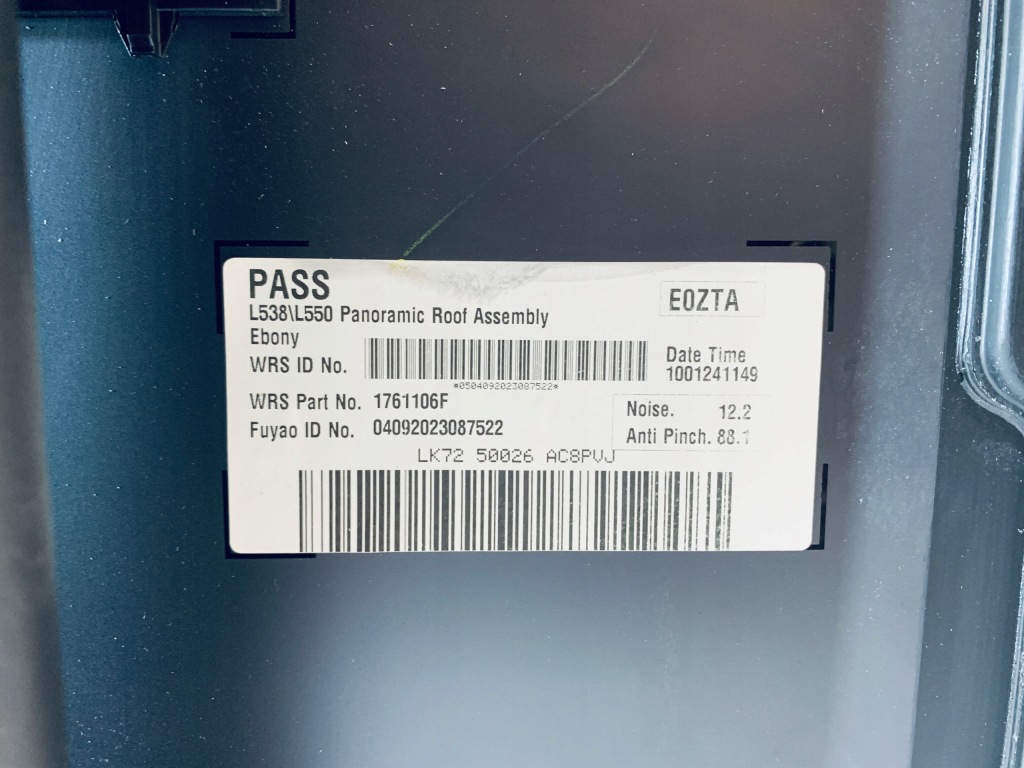 PASS
E0ZTA
L538\L550 Panoramic Roof Assembly
Ebony
WRS ID No.
*0504092023087522*
Date Time
1001241149
WRS Part No. 1761106F
Fuyao ID No. 04092023087522
Noise. 12.2
Anti Pinch. 88.1
LK72 50026 AC8PVJ